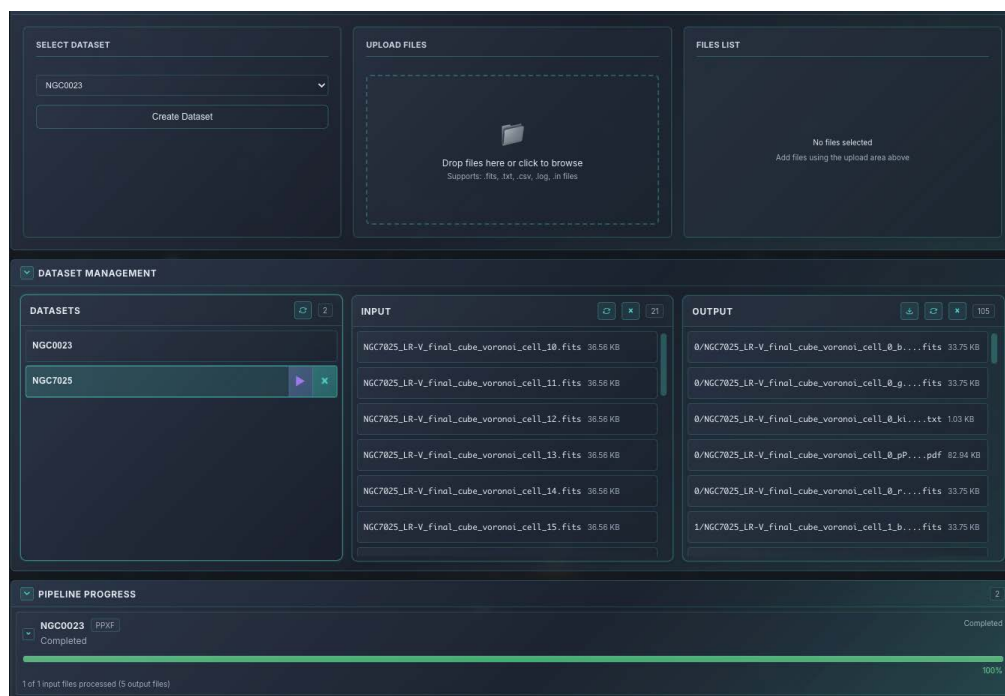 SELECT DATASET
NGC0023
Create Dataset
UPLOAD FILES
Drop files here or click to browse
Supports: .fits, .txt, .csv, .log, .in files
FILES LIST
No files selected
Add files using the upload area above
DATASET MANAGEMENT
DATASETS
2
NGC0023
NGC7025
INPUT
21
NGC7025_LR-V_final_cube_voronoi_cell_10.fits 36.56 KB
NGC7025_LR-V_final_cube_voronoi_cell_11.fits 36.56 KB
NGC7025_LR-V_final_cube_voronoi_cell_12.fits 36.56 KB
NGC7025_LR-V_final_cube_voronoi_cell_13.fits 36.56 KB
NGC7025_LR-V_final_cube_voronoi_cell_14.fits 36.56 KB
NGC7025_LR-V_final_cube_voronoi_cell_15.fits 36.56 KB
OUTPUT
105
0/NGC7025_LR-V_final_cube_voronoi_cell_0_b....fits 33.75 KB
0/NGC7025_LR-V_final_cube_voronoi_cell_0_g....fits 33.75 KB
0/NGC7025_LR-V_final_cube_voronoi_cell_0_ki....txt 1.03 KB
0/NGC7025_LR-V_final_cube_voronoi_cell_0_pP....pdf 82.94 KB
0/NGC7025_LR-V_final_cube_voronoi_cell_0_r....fits 33.75 KB
1/NGC7025_LR-V_final_cube_voronoi_cell_1_b....fits 33.75 KB
PIPELINE PROGRESS
2
NGC0023 PPXF
Completed
Completed
100%
1 of 1 input files processed (5 output files)